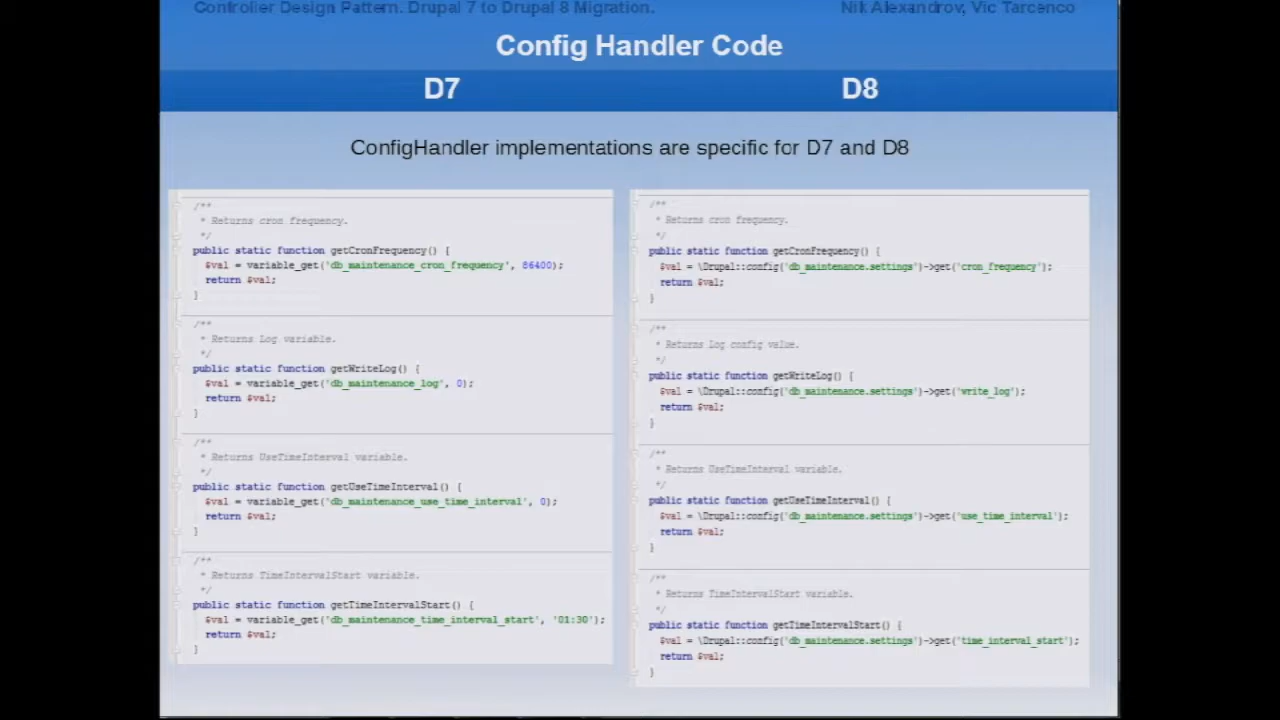 Controller Design Pattern. Drupal 7 to Drupal 8 Migration.
Nik Alexandrov, Vic Tarcenco
Config Handler Code
D7
D8
ConfigHandler implementations are specific for D7 and D8
/**
* Returns cron frequency.
*/
public static function getCronFrequency() {
$val = variable_get('db_maintenance_cron_frequency', 86400);
return $val;
}
/**
* Returns Log variable.
*/
public static function getWriteLog() {
$val = variable_get('db_maintenance_log', 0);
return $val;
}
/**
* Returns UseTimeInterval variable.
*/
public static function getUseTimeInterval() {
$val = variable_get('db_maintenance_use_time_interval', 0);
return $val;
}
/**
* Returns TimeIntervalStart variable.
*/
public static function getTimeIntervalStart() {
$val = variable_get('db_maintenance_time_interval_start', '01:30');
return $val;
}
/**
* Returns cron frequency.
*/
public static function getCronFrequency() {
$val = \Drupal::config('db_maintenance.settings')->get('cron_frequency');
return $val;
}
/**
* Returns Log config value.
*/
public static function getWriteLog() {
$val = \Drupal::config('db_maintenance.settings')->get('write_log');
return $val;
}
/**
* Returns UseTimeInterval variable.
*/
public static function getUseTimeInterval() {
$val = \Drupal::config('db_maintenance.settings')->get('use_time_interval');
return $val;
}
/**
* Returns TimeIntervalStart variable.
*/
public static function getTimeIntervalStart() {
$val = \Drupal::config('db_maintenance.settings')->get('time_interval_start');
return $val;
}